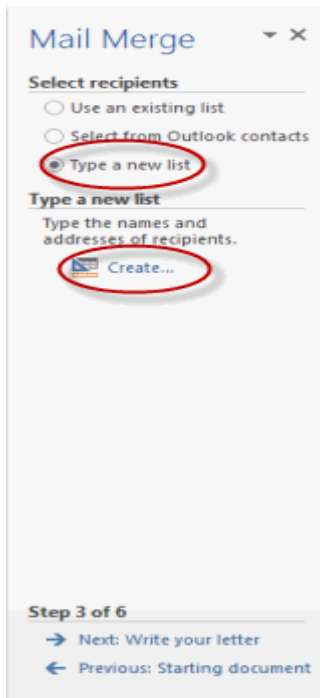 Mail Merge
Select recipients
Use an existing list
Select from Outlook contacts
Type a new list
Type a new list
Type the names and
addresses of recipients.
Create...
Step 3 of 6
Next: Write your letter
Previous: Starting document